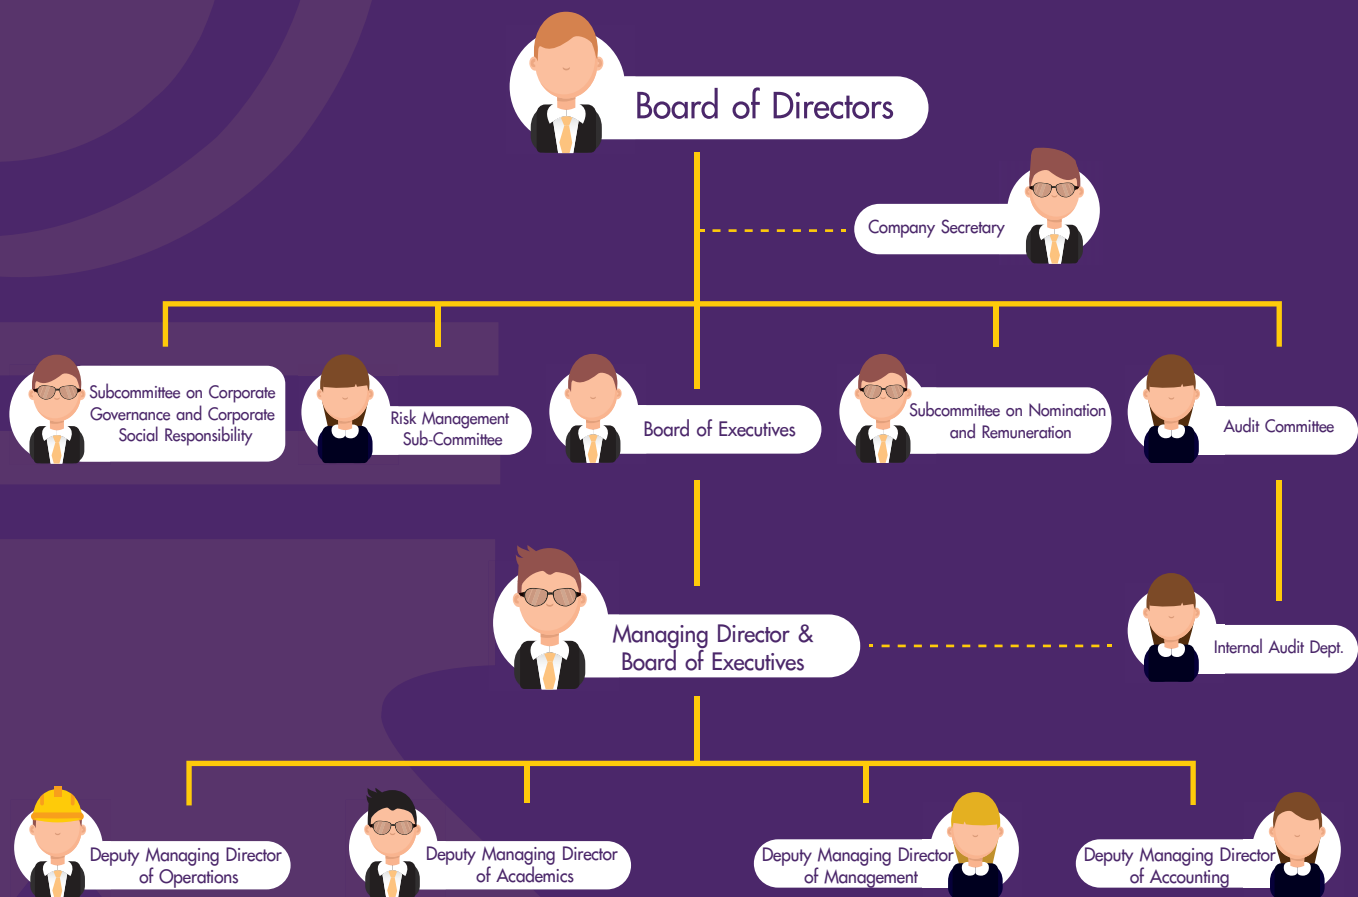 Board of Directors
Company Secretary
Subcommittee on Corporate
Governance and Corporate
Social Responsibility
Risk Management
Sub-Committee
Board of Executives
Subcommittee on Nomination
and Remuneration
Audit Committee
Managing Director &
Board of Executives
Internal Audit Dept.
Deputy Managing Director
of Operations
Deputy Managing Director
of Academics
Deputy Managing Director
of Management
Deputy Managing Director
of Accounting